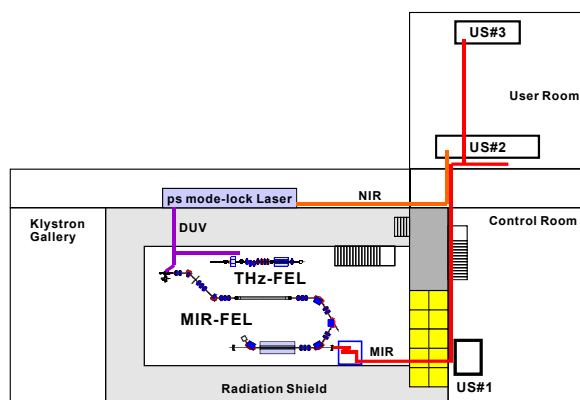 US#3
User Room
US#2
ps mode-lock Laser
NIR
Klystron
Gallery
DUV
Control Room
THz-FEL
MIR-FEL
MIR
US#1
Radiation Shield